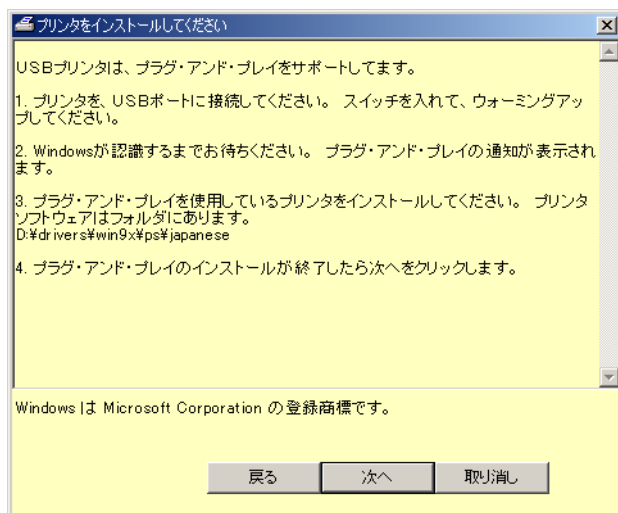 プリンタをインストールしてください
USBプリンタは、プラグ・アンド・プレイをサポートしてます。
1. プリンタを、USBポートに接続してください。 スイッチを入れて、ウォーミングアッ
プしてください。
2. Windowsが認識するまでお待ちください。 プラグ・アンド・プレイの通知が表示され
ます。
3. プラグ・アンド・プレイを使用しているプリンタをインストールしてください。 プリンタ
ソフトウェアはフォルダにあります。
D:¥drivers¥win9x¥ps¥japanese
4. プラグ・アンド・プレイのインストールが終了したら次へをクリックします。
Windows は Microsoft Corporation の登録商標です。
戻る 次へ 取り消し